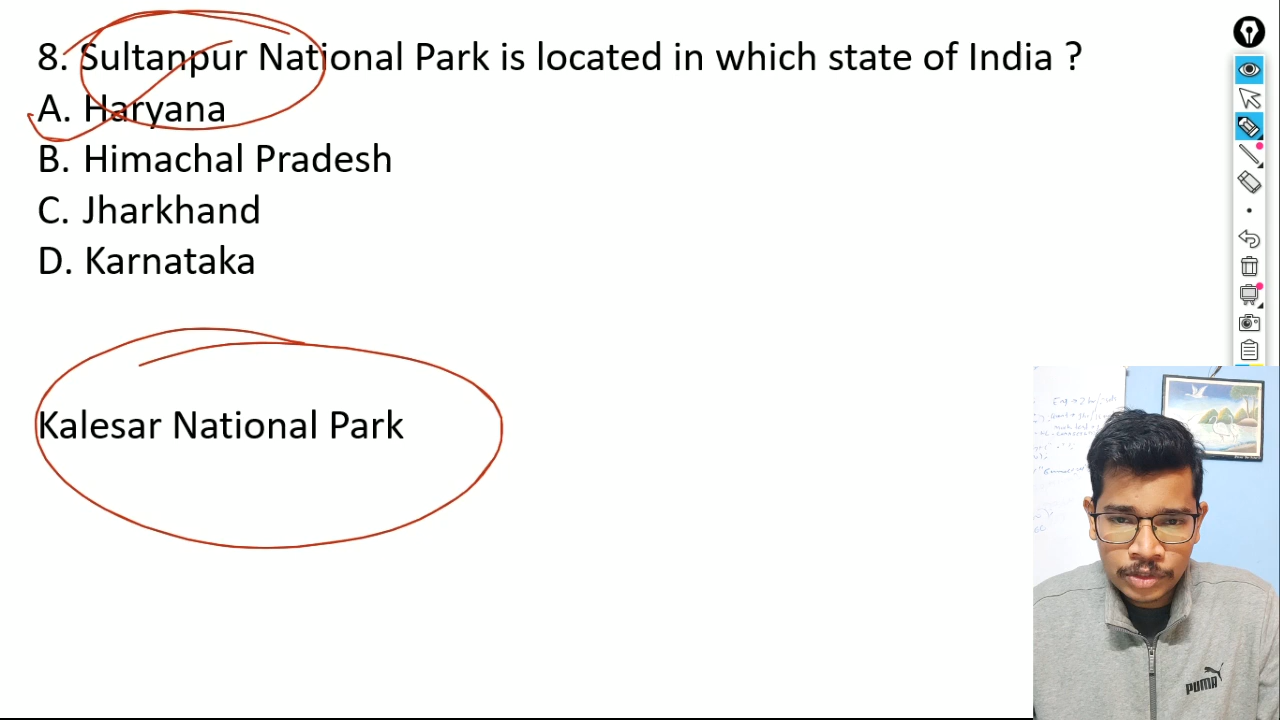 8. Sultanpur National Park is located in which state of India ?
A. Haryana
B. Himachal Pradesh
C. Jharkhand
D. Karnataka
Kalesar National Park
PUMA